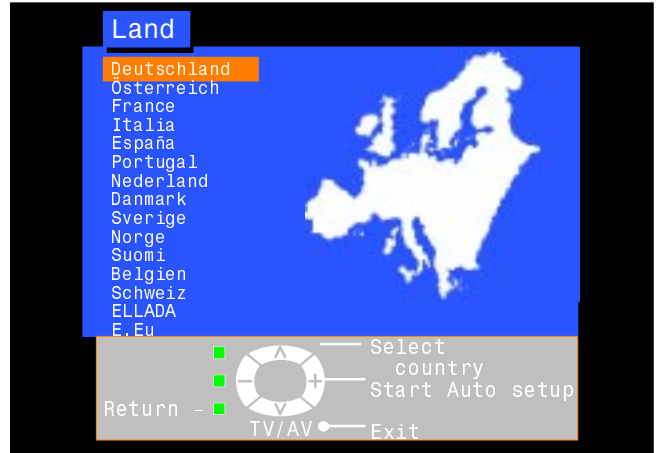 Land
Deutschland
Österreich
France
Italia
España
Portugal
Nederland
Danmark
Sverige
Norge
Suomi
Belgien
Schweiz
ELLADA
E.Eu
Select
country
Start Auto setup
Return –
TV/AV
Exit